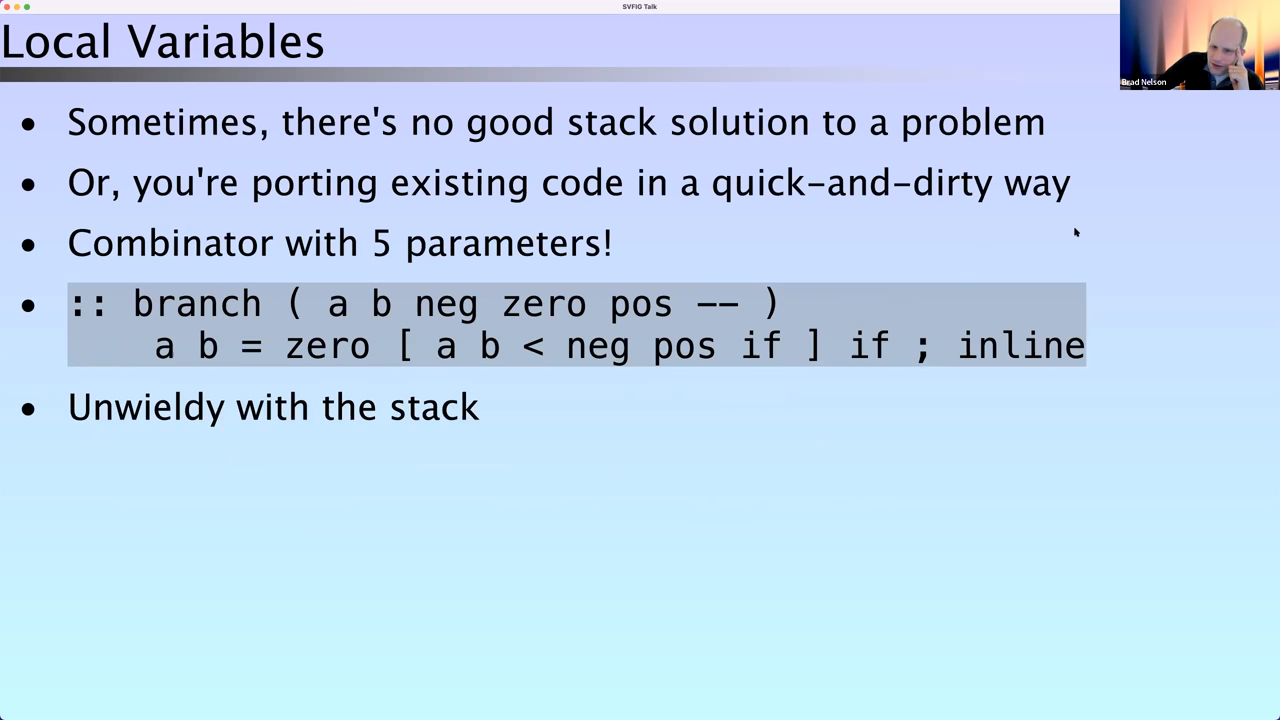 SVFIG Talk
Local Variables
Brad Nelson
• Sometimes, there's no good stack solution to a problem
• Or, you're porting existing code in a quick-and-dirty way
• Combinator with 5 parameters!
• :: branch ( a b neg zero pos -- )
a b = zero [ a b < neg pos if ] if ; inline
• Unwieldy with the stack